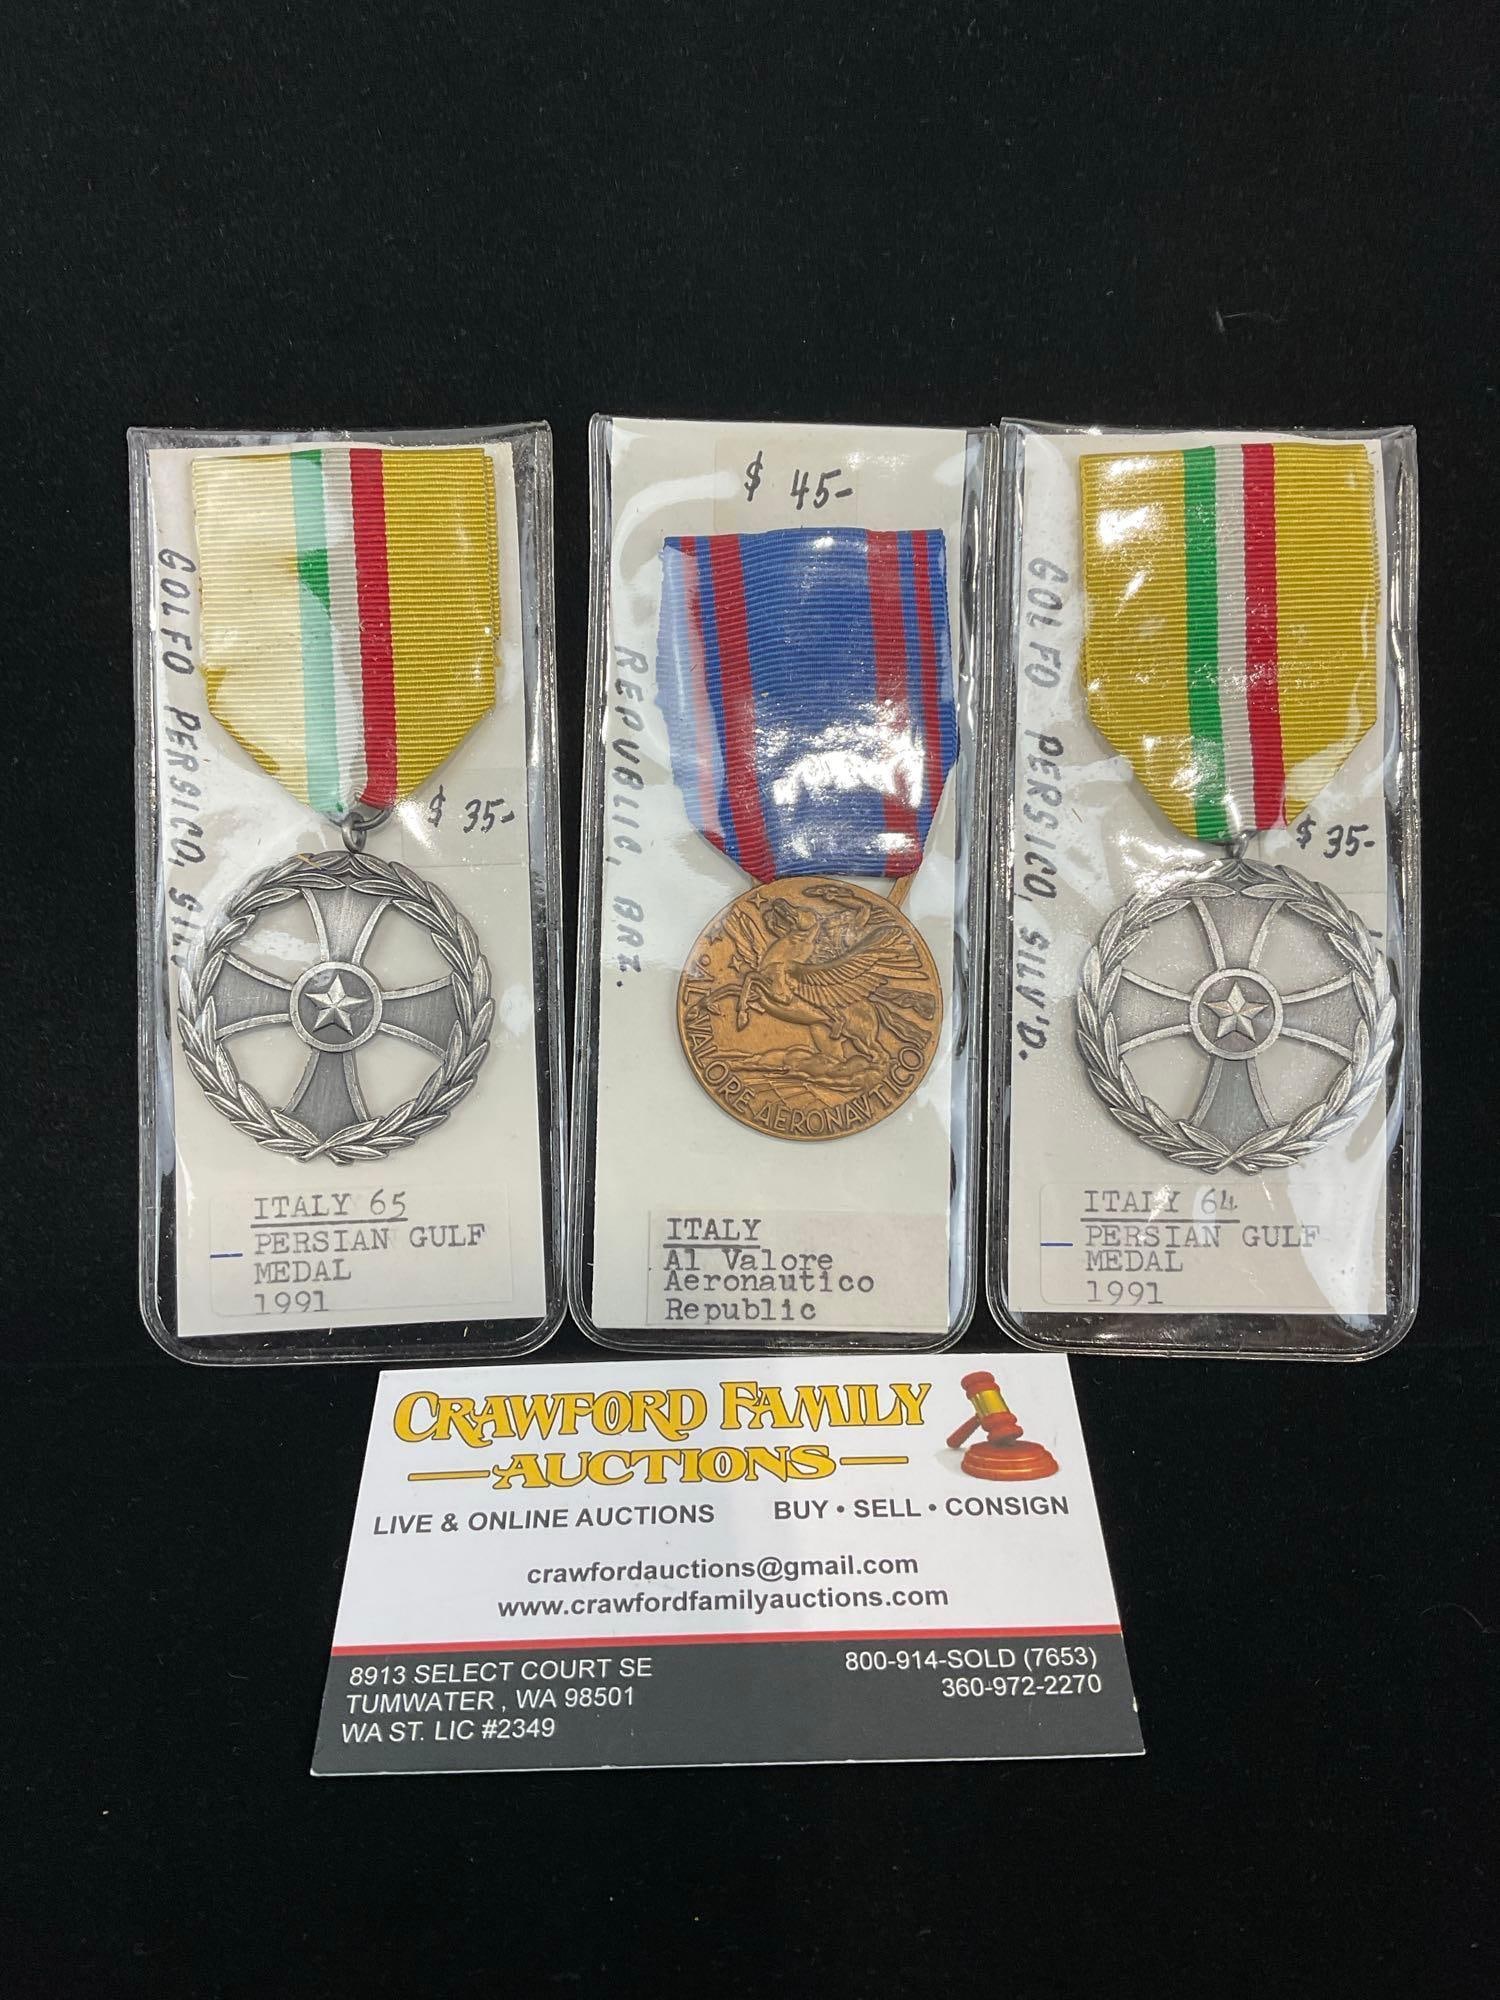 GOLFO PERSICO, SIL
$ 35-
ITALY 65
PERSIAN GULF
MEDAL
1991
$ 45-
REPUBLIC, BRZ.
• AL VALORE AERONAVTICO
ITALY
Al Valore
Aeronautico
Republic
GOLFO PERSICO, SILV'D.
$ 35-
ITALY 64
PERSIAN GULF
MEDAL
1991
CRAWFORD FAMILY
AUCTIONS
LIVE & ONLINE AUCTIONS BUY • SELL • CONSIGN
crawfordauctions@gmail.com
www.crawfordfamilyauctions.com
8913 SELECT COURT SE
TUMWATER , WA 98501
WA ST. LIC #2349
800-914-SOLD (7653)
360-972-2270